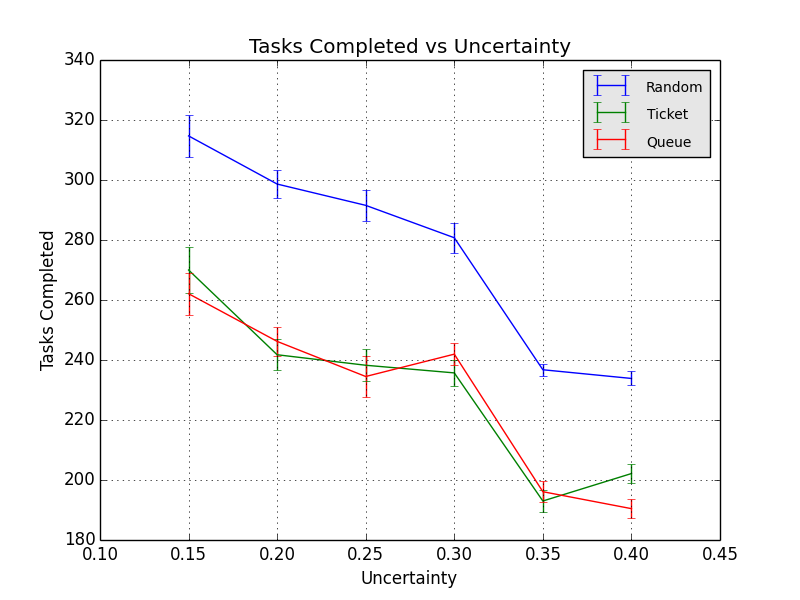 Tasks Completed vs Uncertainty
340
320
300
280
260
240
220
200
180
Tasks Completed
Random
Ticket
Queue
0.10 0.15 0.20 0.25 0.30 0.35 0.40 0.45
Uncertainty